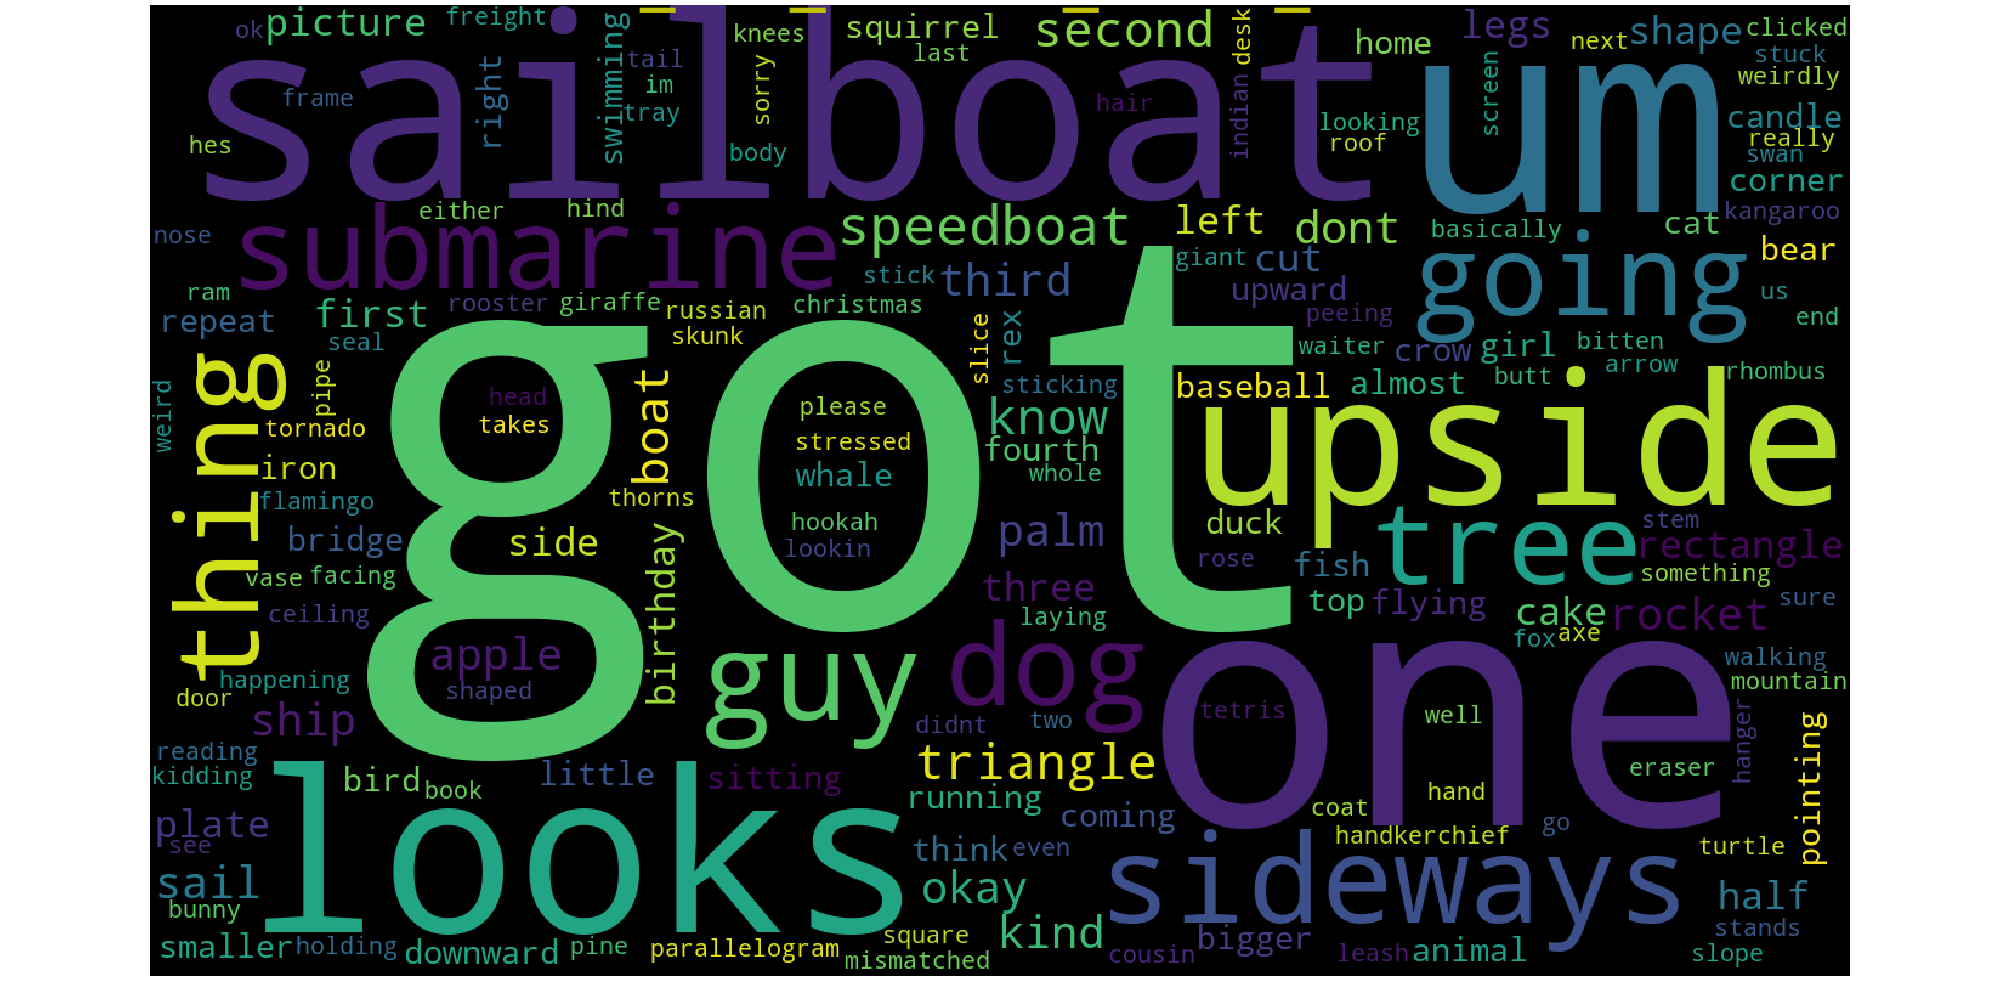 ok picture freight squirrel second legs shape clicked
knees last home next stuck
sailboat um
swimming tail im tray sorry frame right hair indian desk looking roof screen weirdly candle really
hes body swan corner
either hind left dont basically cat kangaroo
nose submarine speedboat going bear
stick third giant cut upward us
ram rooster giraffe russian christmas peeing end
repeat first skunk
seal slice rex waiter crow girl bitten arrow
thing got upside
weird pipe head boat please sticking baseball almost butt rhombus
tornado takes stressed know
iron whale fourth whole
flamingo thorns
bridge side hookah palm duck tree stem rectangle
lookin rose fish something
vase facing birthday three top flying cake rocket sure
ceiling laying fox axe
apple guy dog one walking
door happening shaped mountain
ship didnt two tetris well hanger pointing
reading triangle
kidding bird book little sitting running eraser
looks coat hand
plate coming handkerchief go
see think even sideways turtle
sail okay half
bunny square kind stands
smaller holding downward pine parallelogram mismatched cousin bigger leash animal slope